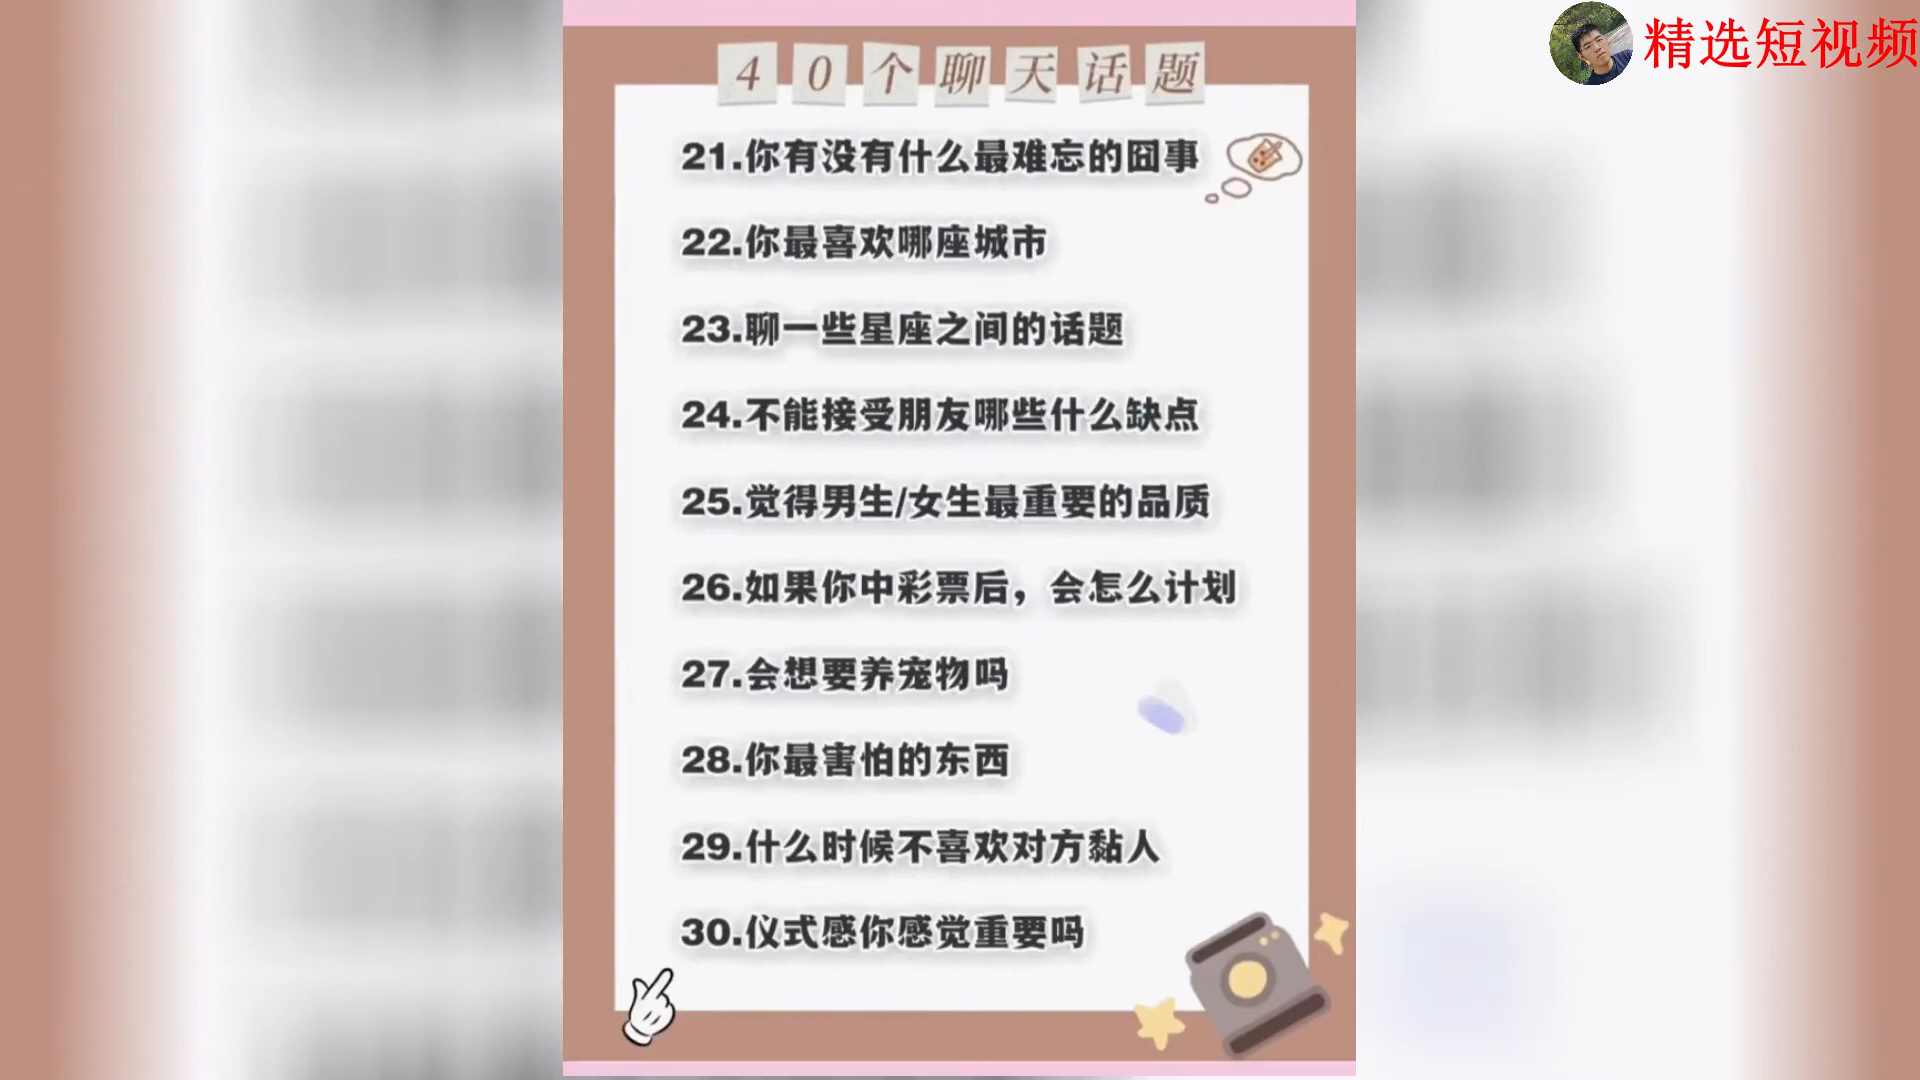 精选短视频
40个聊天话题
21.你有没有什么最难忘的囧事
22.你最喜欢哪座城市
23.聊一些星座之间的话题
24.不能接受朋友哪些什么缺点
25.觉得男生/女生最重要的品质
26.如果你中彩票后，会怎么计划
27.会想要养宠物吗
28.你最害怕的东西
29.什么时候不喜欢对方黏人
30.仪式感你感觉重要吗